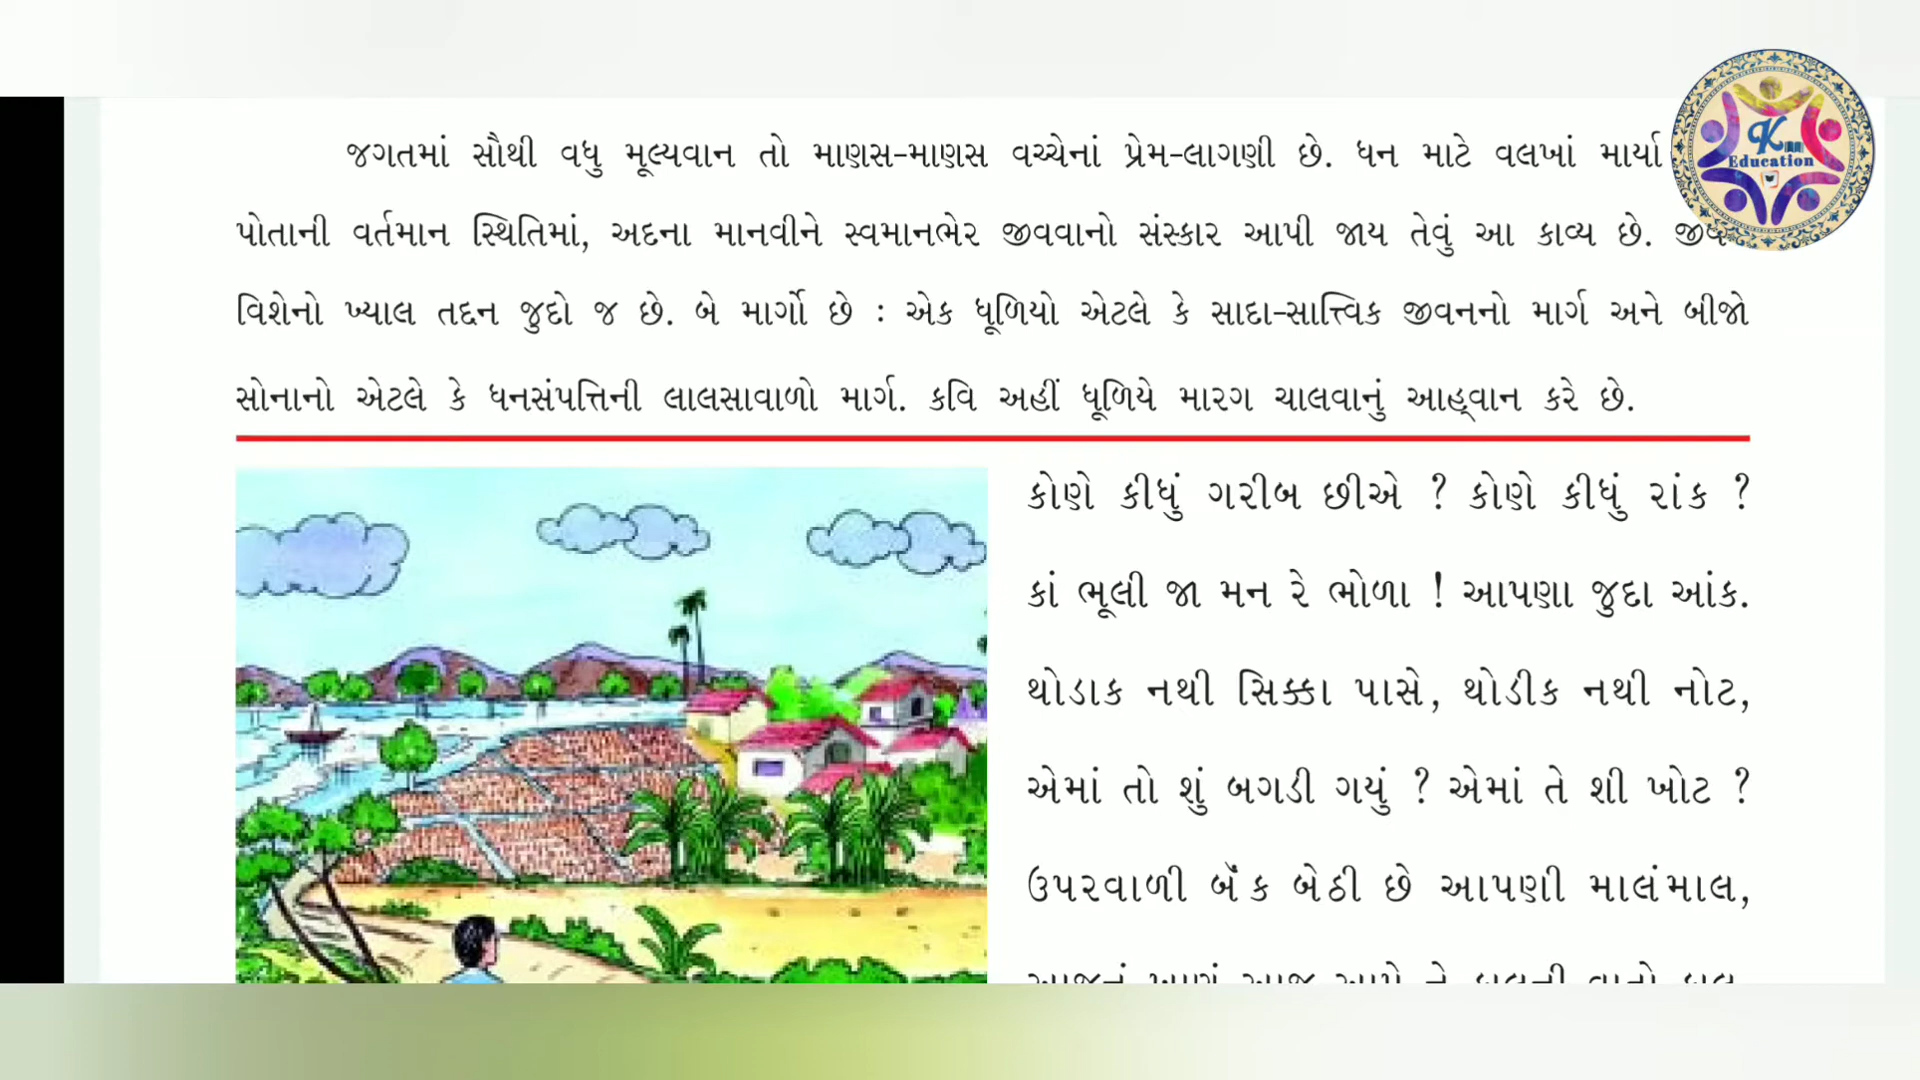 જગતમાં સૌથી વધુ મૂલ્યવાન તો માણસ-માણસ વચ્ચેનાં પ્રેમ-લાગણી છે. ધન માટે વલખાં માર્યા
પોતાની વર્તમાન સ્થિતિમાં, અદના માનવીને સ્વમાનભેર જીવવાનો સંસ્કાર આપી જાય તેવું આ કાવ્ય છે.
વિશેનો ખ્યાલ તદ્દન જુદો જ છે. બે માર્ગો છે : એક ધૂળિયો એટલે કે સાદા-સાત્ત્વિક જીવનનો માર્ગ અને બીજો
સોનાનો એટલે કે ધનસંપત્તિની લાલસાવાળો માર્ગ. કવિ અહીં ધૂળિયે મારગ ચાલવાનું આહ્વાન કરે છે.
કોણે કીધું ગરીબ છીએ ? કોણે કીધું રાંક ?
કાં ભૂલી જા મન રે ભોળા ! આપણા જુદા આંક.
થોડાક નથી સિક્કા પાસે, થોડીક નથી નોટ,
એમાં તો શું બગડી ગયું ? એમાં તે શી ખોટ ?
ઉપરવાળી બૅંક બેઠી છે આપણી માલંમાલ,
K
Education